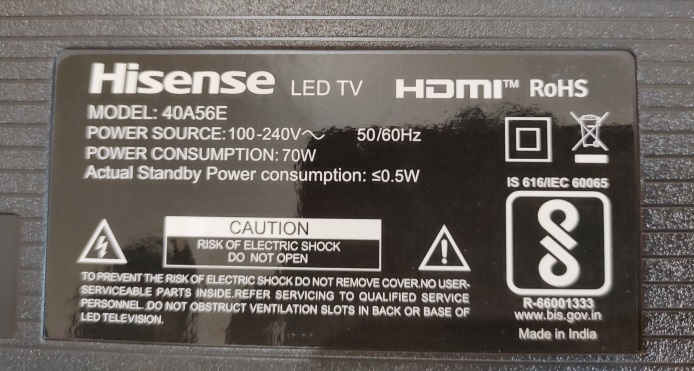 Hisense LED TV HDMI™ RoHS
MODEL: 40A56E
POWER SOURCE: 100-240V～ 50/60Hz
POWER CONSUMPTION: 70W
Actual Standby Power consumption: ≤0.5W
IS 616/IEC 60065
CAUTION
RISK OF ELECTRIC SHOCK
DO NOT OPEN
TO PREVENT THE RISK OF ELECTRIC SHOCK DO NOT REMOVE COVER.NO USER-
SERVICEABLE PARTS INSIDE.REFER SERVICING TO QUALIFIED SERVICE
PERSONNEL .DO NOT OBSTRUCT VENTILATION SLOTS IN BACK OR BASE OF
LED TELEVISION.
R-66001333
www.bis.gov.in
Made in India